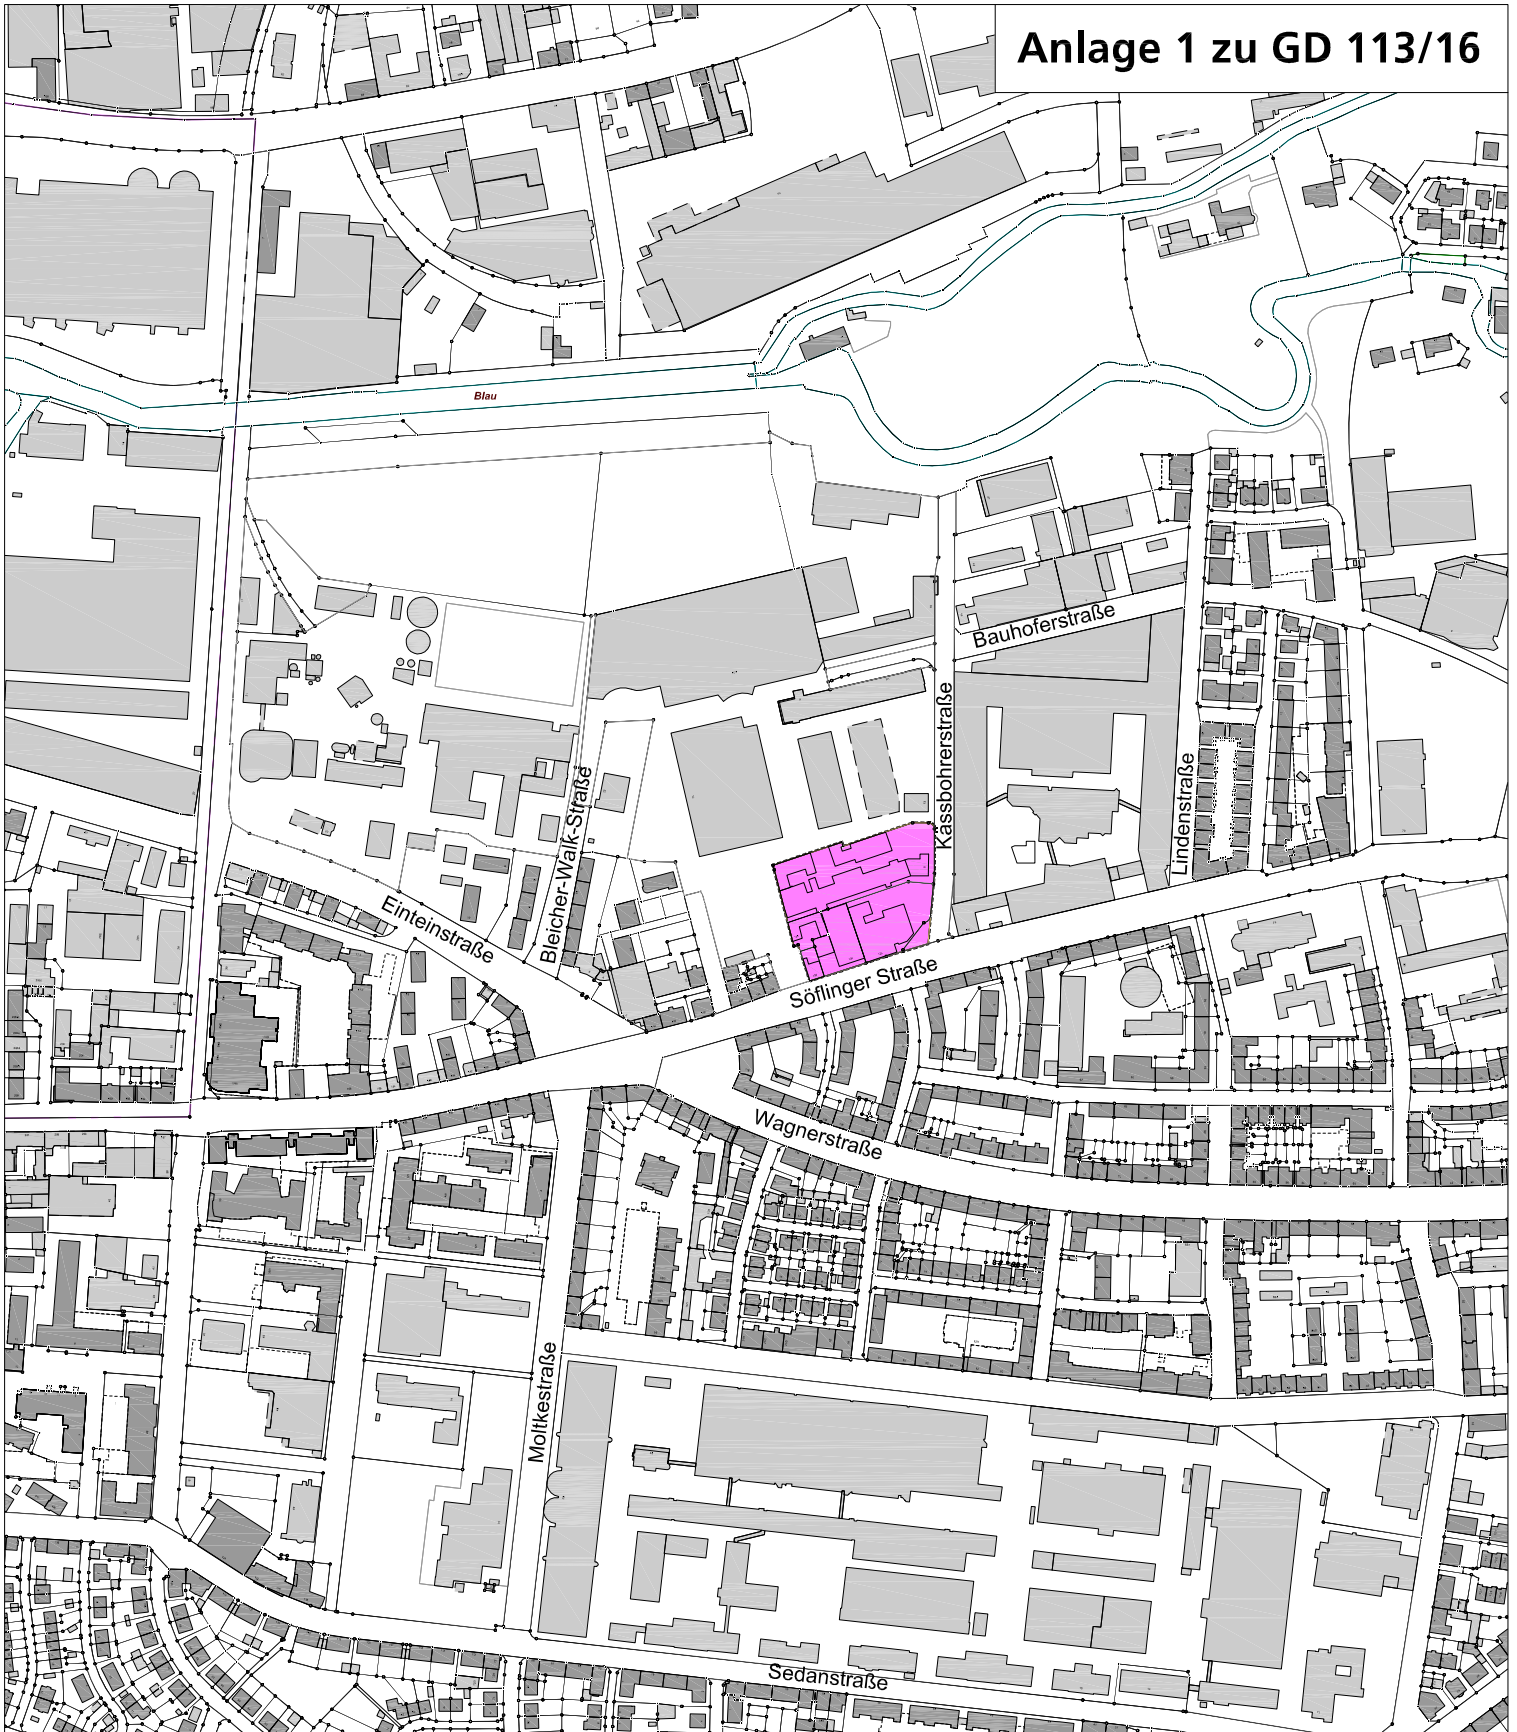 Anlage 1 zu GD 113/16
Blau
Bauhoferstraße
Kässbohrerstraße
Lindenstraße
Bleicher-Walk-Straße
Einteinstraße
Söflinger Straße
Wagnerstraße
Moltkestraße
Sedanstraße